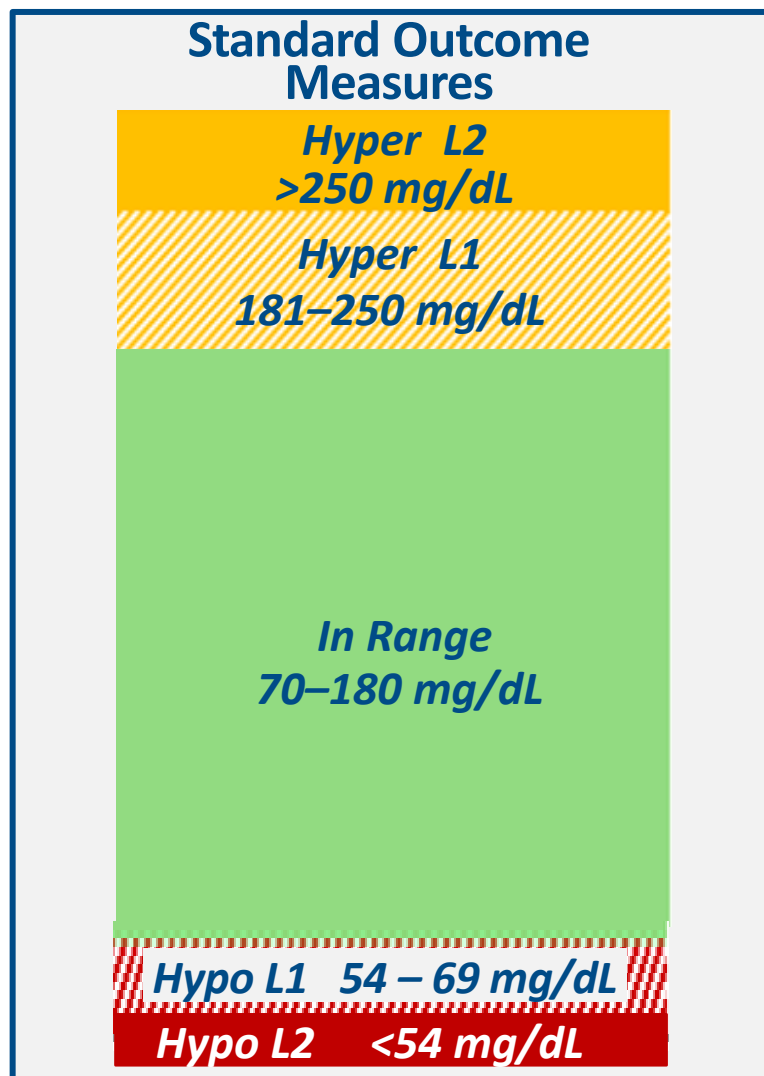 Standard Outcome
Measures
Hyper L2
>250 mg/dL
Hyper L1
181–250 mg/dL
In Range
70–180 mg/dL
Hypo L1 54 – 69 mg/dL
Hypo L2 <54 mg/dL